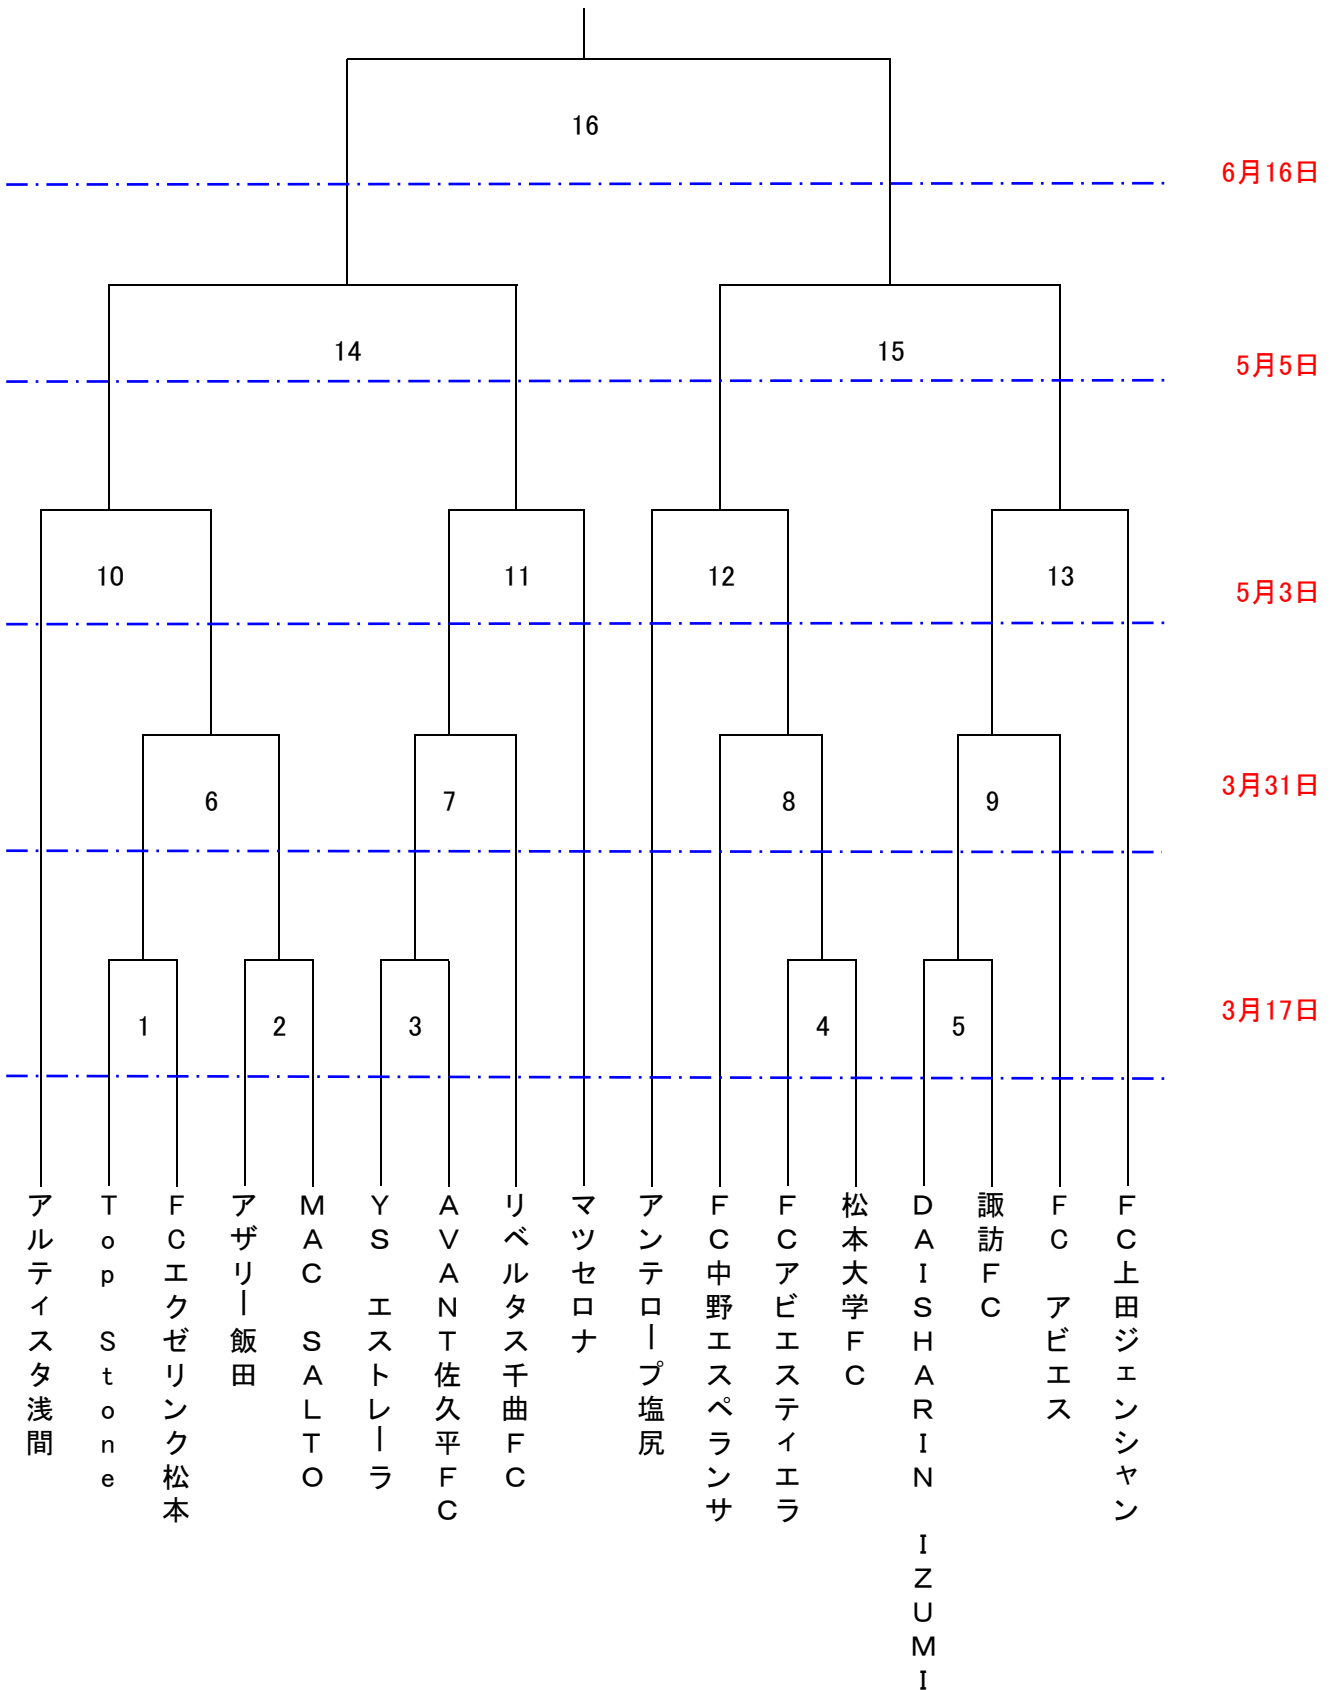 16
6月16日
14
15
5月5日
10
11
12
13
5月3日
6
7
8
9
3月31日
1
2
3
4
5
3月17日
アルティスタ浅間
Top Stone
FCエクゼリンク松本
アザリー飯田
MAC SALTO
YS エストレーラ
AVANT佐久平FC
リベルタス千曲FC
マツセロナ
アンテロープ塩尻
FC中野エスペランサ
FCアビエスティエラ
松本大学FC
DAISHARIN IZUMI
諏訪FC
FC アビエス
FC上田ジェンシャン